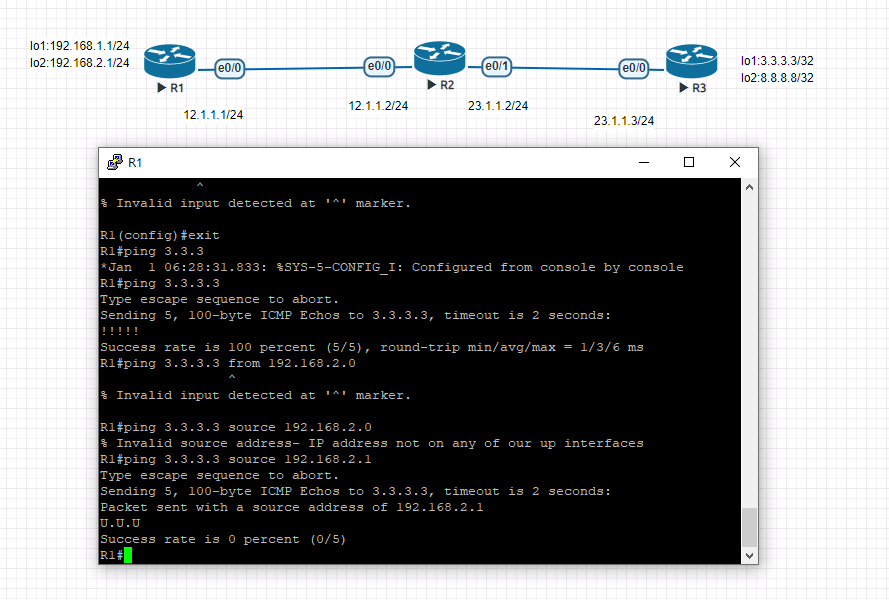 lo1:192.168.1.1/24
lo2:192.168.2.1/24
e0/0
R1
12.1.1.1/24
e0/0
R2
e0/1
12.1.1.2/24
23.1.1.2/24
e0/0
R3
23.1.1.3/24
lo1:3.3.3.3/32
lo2:8.8.8.8/32
R1
^
% Invalid input detected at '^' marker.
R1(config)#exit
R1#ping 3.3.3
*Jan  1 06:28:31.833: %SYS-5-CONFIG_I: Configured from console by console
R1#ping 3.3.3.3
Type escape sequence to abort.
Sending 5, 100-byte ICMP Echos to 3.3.3.3, timeout is 2 seconds:
!!!!!
Success rate is 100 percent (5/5), round-trip min/avg/max = 1/3/6 ms
R1#ping 3.3.3.3 from 192.168.2.0
^
% Invalid input detected at '^' marker.
R1#ping 3.3.3.3 source 192.168.2.0
% Invalid source address- IP address not on any of our up interfaces
R1#ping 3.3.3.3 source 192.168.2.1
Type escape sequence to abort.
Sending 5, 100-byte ICMP Echos to 3.3.3.3, timeout is 2 seconds:
Packet sent with a source address of 192.168.2.1
U.U.U
Success rate is 0 percent (0/5)
R1#